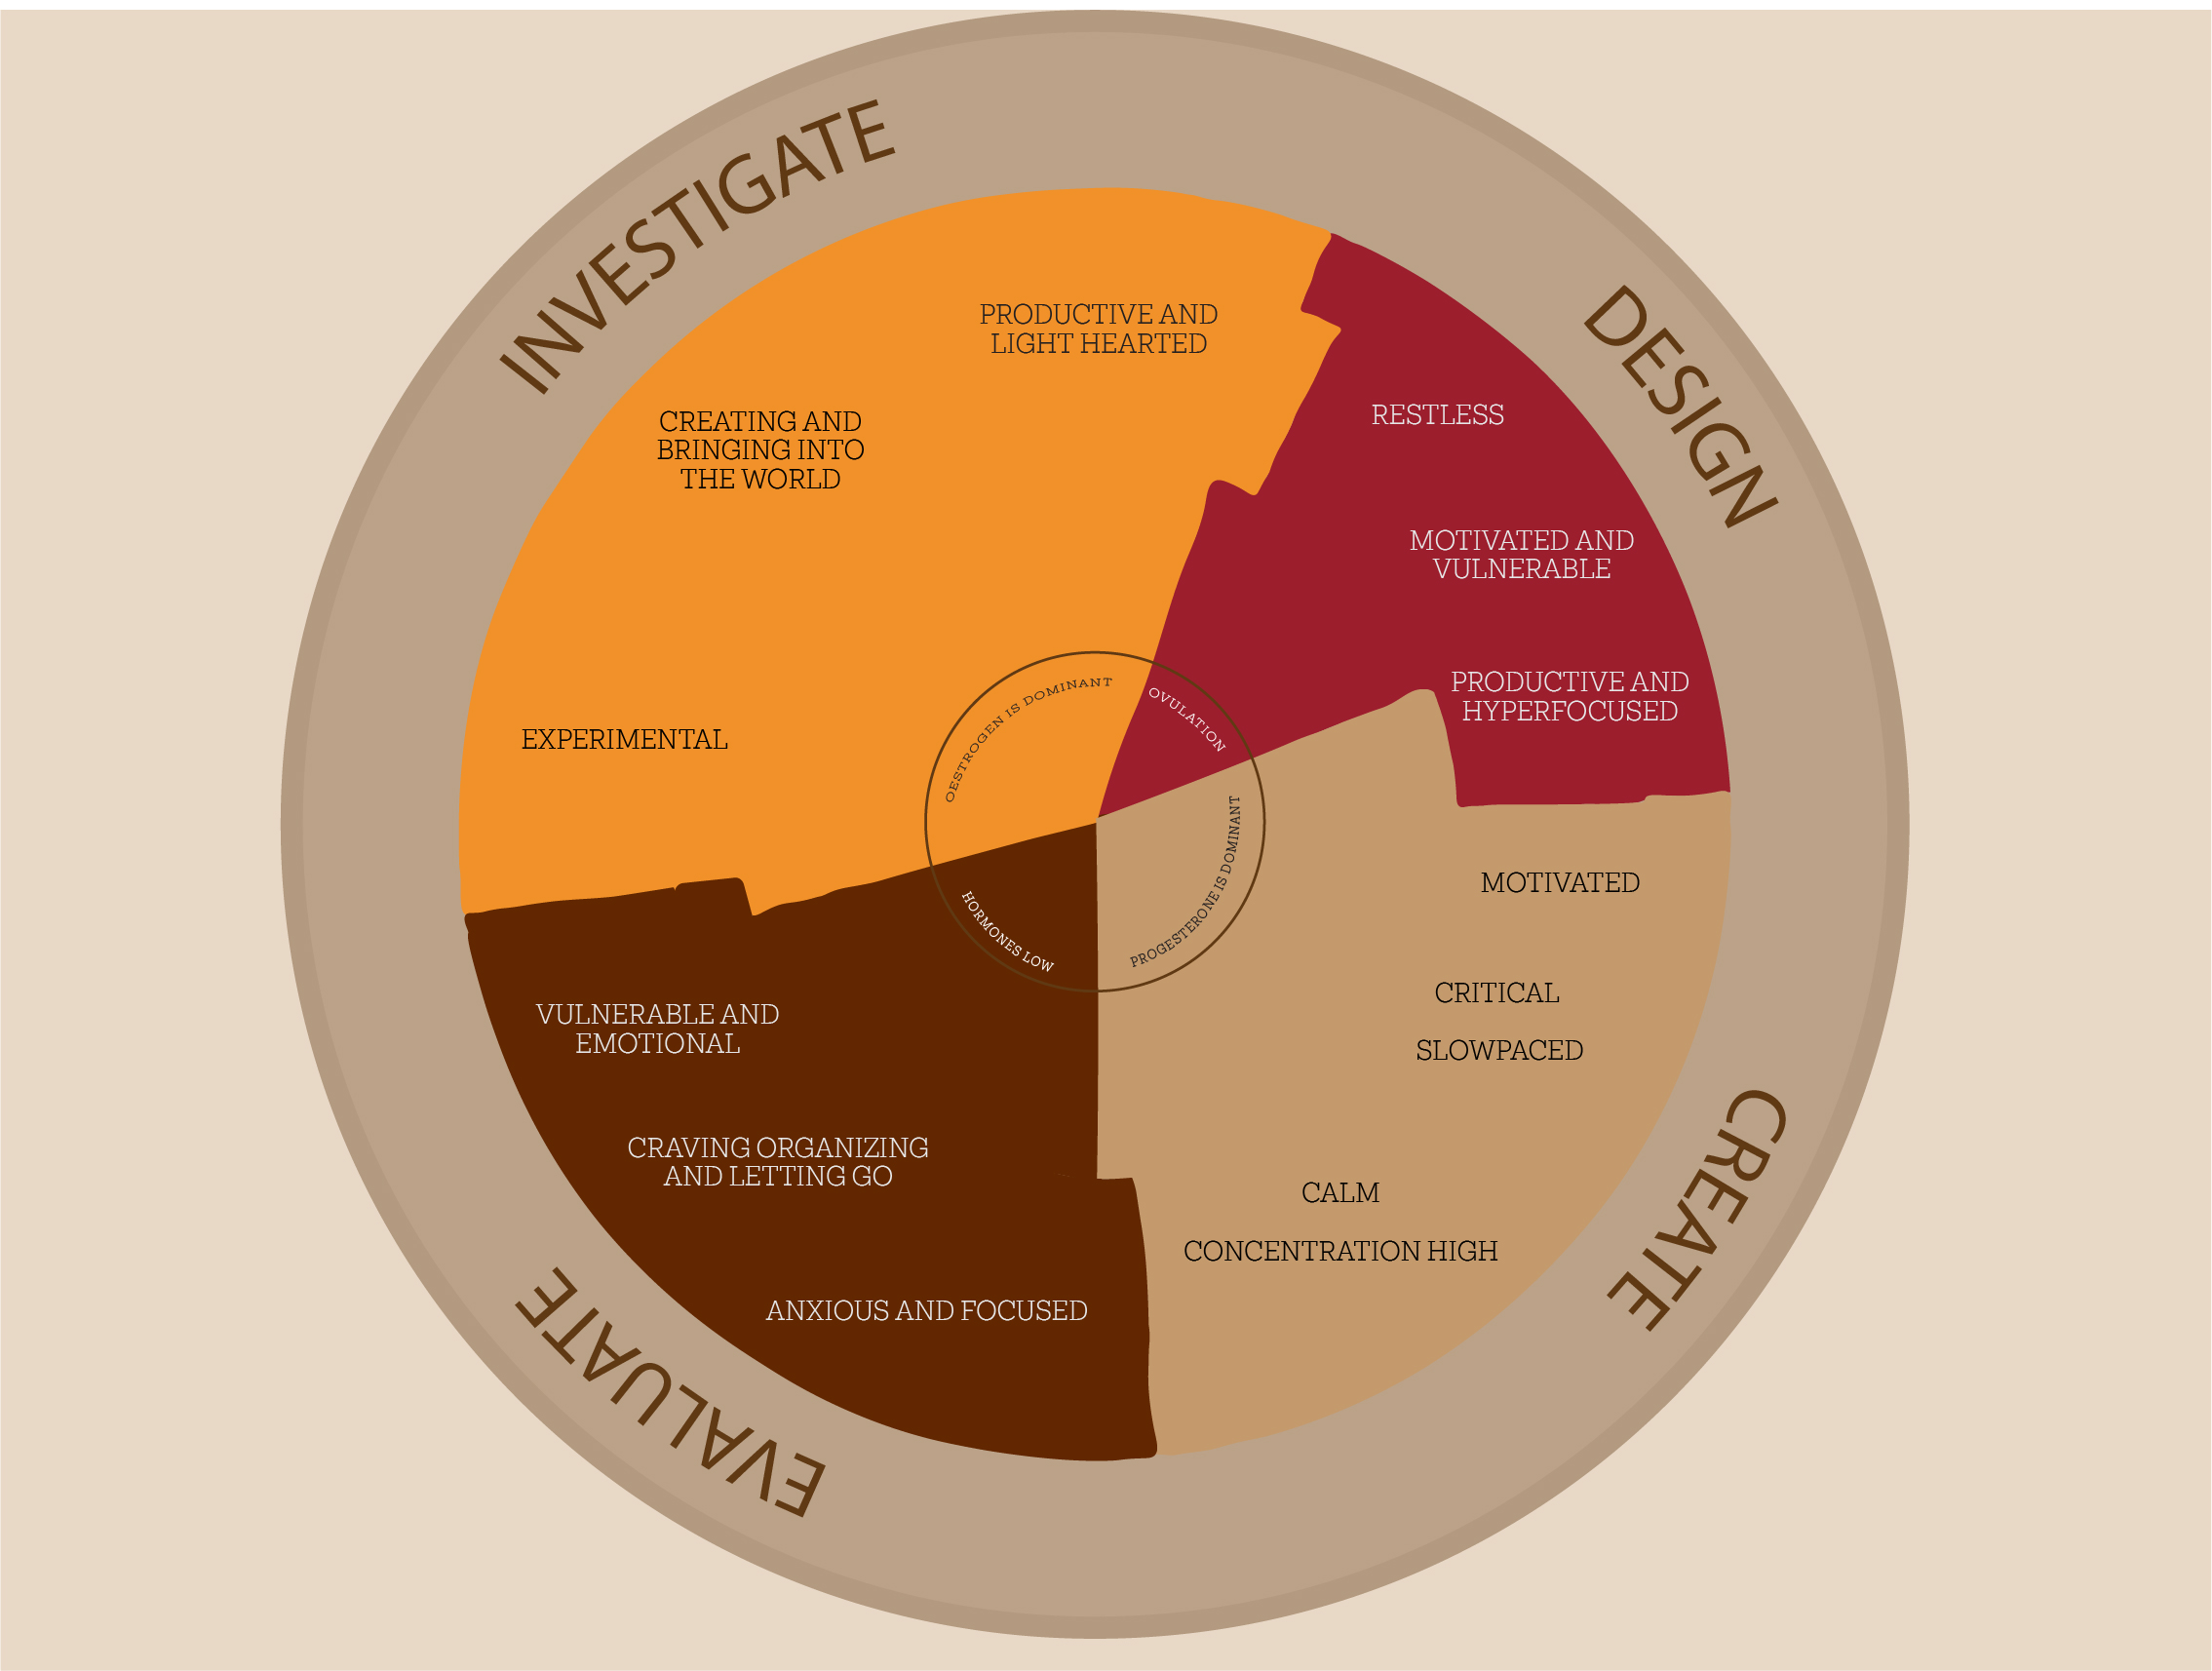 INVESTIGATE
DESIGN
CREATE
EVALUATE
PRODUCTIVE AND
LIGHT HEARTED
CREATING AND
BRINGING INTO
THE WORLD
EXPERIMENTAL
RESTLESS
MOTIVATED AND
VULNERABLE
PRODUCTIVE AND
HYPERFOCUSED
MOTIVATED
CRITICAL
SLOWPACED
CALM
CONCENTRATION HIGH
VULNERABLE AND
EMOTIONAL
CRAVING ORGANIZING
AND LETTING GO
ANXIOUS AND FOCUSED
OESTROGEN IS DOMINANT
OVULATION
PROGESTERONE IS DOMINANT
HORMONES LOW